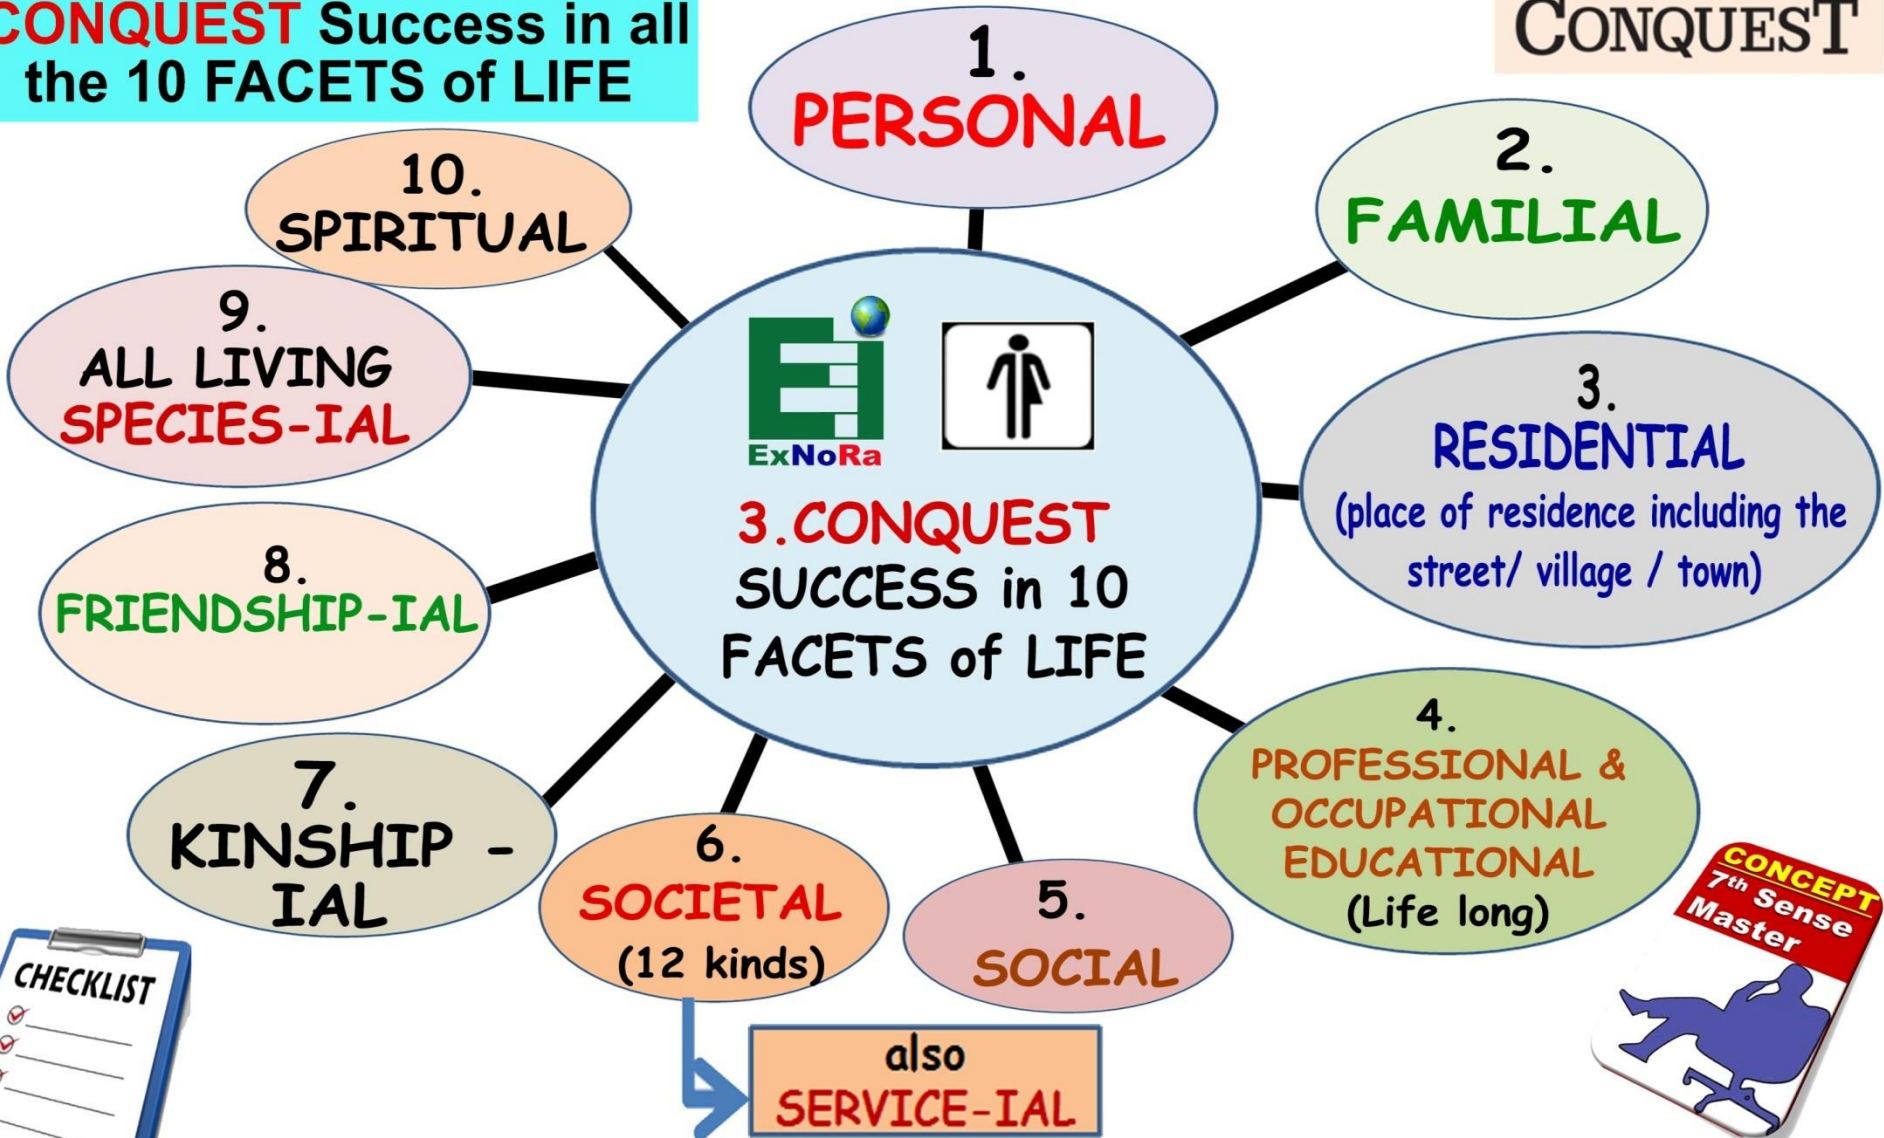 CONQUEST Success in all
the 10 FACETS of LIFE
CONQUEST
1.
PERSONAL
2.
FAMILIAL
3.
RESIDENTIAL
(place of residence including the
street/ village / town)
4.
PROFESSIONAL &
OCCUPATIONAL
EDUCATIONAL
(Life long)
5.
SOCIAL
6.
SOCIETAL
(12 kinds)
also
SERVICE-IAL
7.
KINSHIP -
IAL
8.
FRIENDSHIP-IAL
9.
ALL LIVING
SPECIES-IAL
10.
SPIRITUAL
Ei
ExNoRa
3.CONQUEST
SUCCESS in 10
FACETS of LIFE
CHECKLIST
CONCEPT
7th Sense
Master